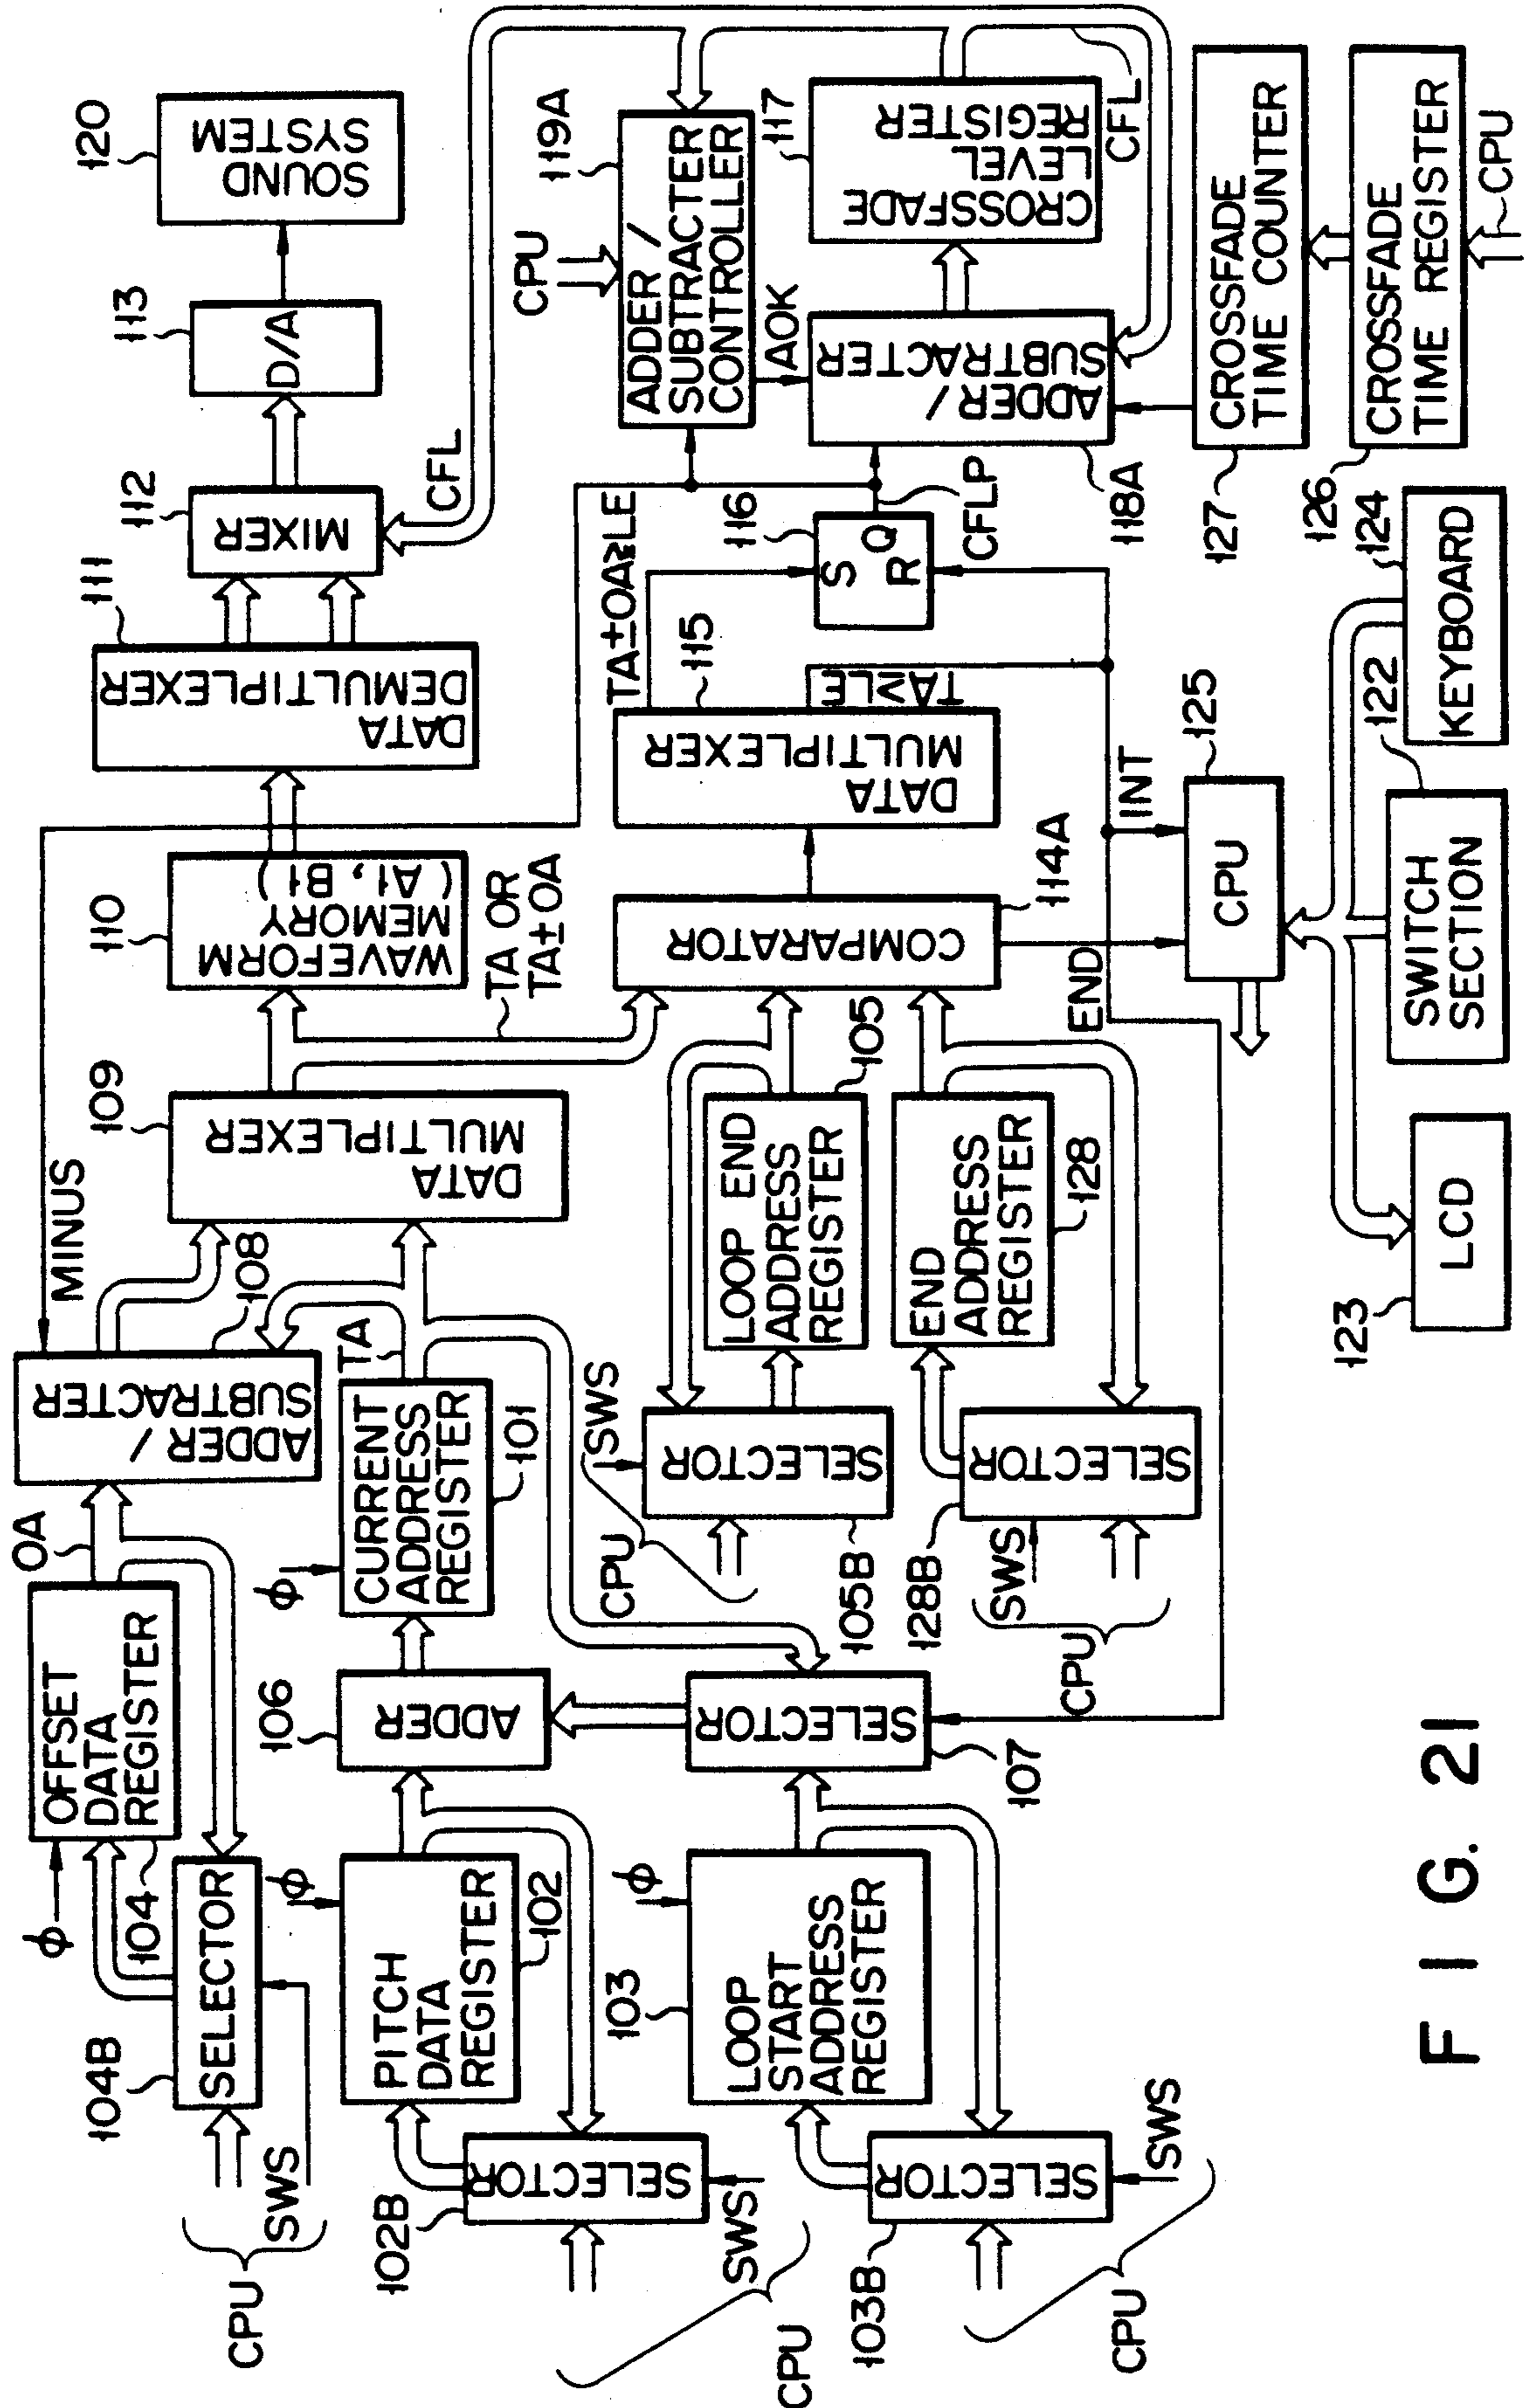 120
SOUND
SYSTEM
113
D/A
112
MIXER
CFL
111
DATA
DEMULTIPLEXER
110
WAVEFORM
MEMORY
(A1, B1)
TA OR
TA±OA
109
DATA
MULTIPLEXER
MINUS
108
ADDER/
SUBTRACTER
OA
OFFSET
DATA
REGISTER
φ
104
SELECTOR
104B
SWS
CPU
TA
CURRENT
ADDRESS
REGISTER
101
φ
106
ADDER
φ
PITCH
DATA
REGISTER
102
SELECTOR
102B
SWS
CPU
119A
ADDER/
SUBTRACTER
CONTROLLER
CPU
AOK
117
CROSSFADE
LEVEL
REGISTER
CFL
ADDER/
SUBTRACTER
118A
TA±OA≧LE
116
S
Q
R
CFLP
115
DATA
MULTIPLEXER
TA≧LE
COMPARATOR
114A
LOOP END
ADDRESS
REGISTER
105
SELECTOR
105B
SWS
CPU
END
ADDRESS
REGISTER
128
SELECTOR
128B
SWS
CPU
SELECTOR
107
φ
103
LOOP
START
ADDRESS
REGISTER
SELECTOR
103B
SWS
CPU
CROSSFADE
TIME COUNTER
127
CROSSFADE
TIME REGISTER
126
CPU
INT
END
125
CPU
124
KEYBOARD
122
SWITCH
SECTION
123
LCD
FIG. 21